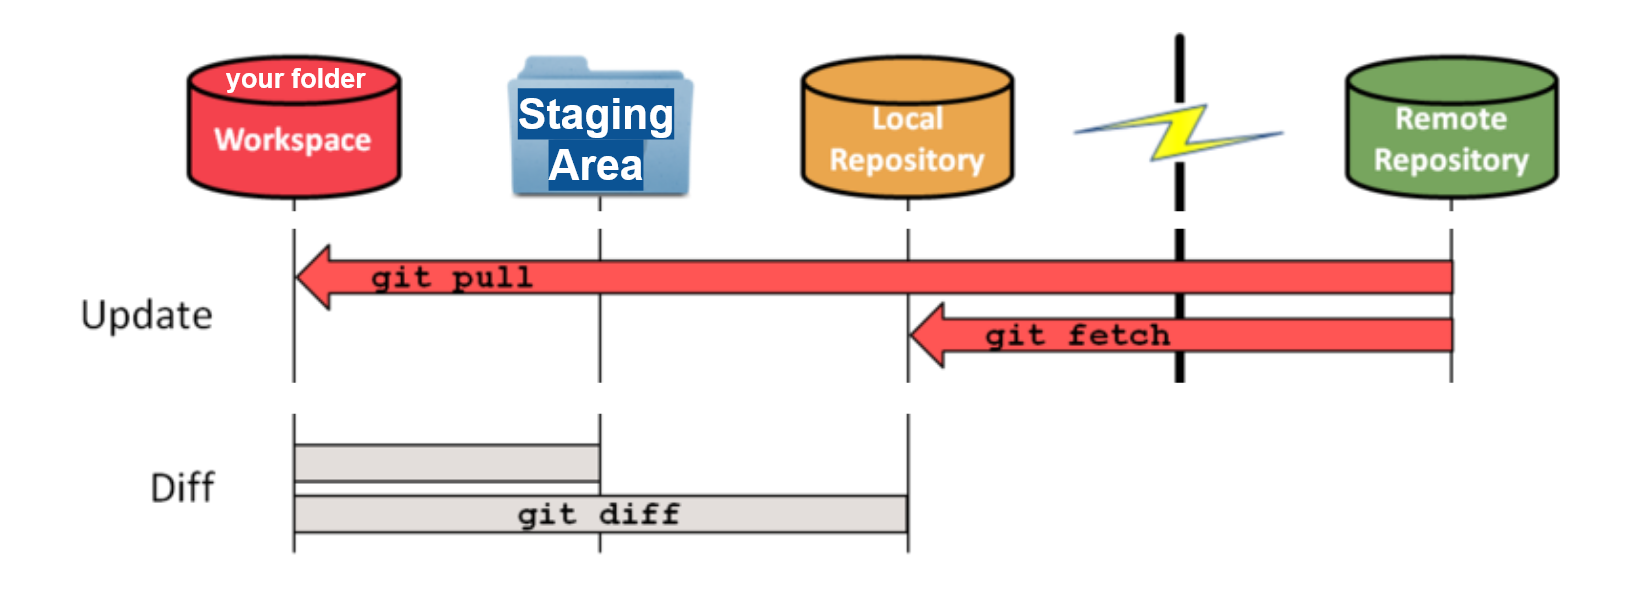 your folder
Workspace
Staging
Area
Local
Repository
Remote
Repository
Update
git pull
git fetch
Diff
git diff